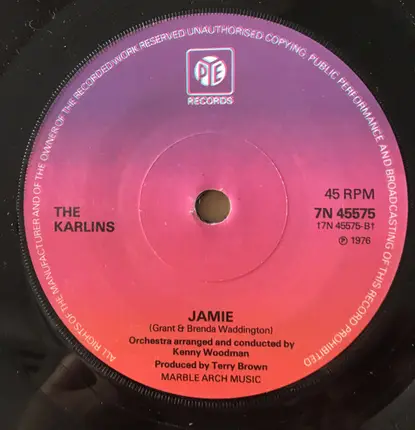 ALL RIGHTS OF THE MANUFACTURER AND OF THE OWNER OF THE RECORDED WORK RESERVED UNAUTHORISED COPYING, PUBLIC PERFORMANCE AND BROADCASTING OF THIS RECORD PROHIBITED
PYE
RECORDS
THE
KARLINS
45 RPM
7N 45575
17N 45575-B†
℗ 1976
JAMIE
(Grant & Brenda Waddington)
Orchestra arranged and conducted by
Kenny Woodman
Produced by Terry Brown
MARBLE ARCH MUSIC